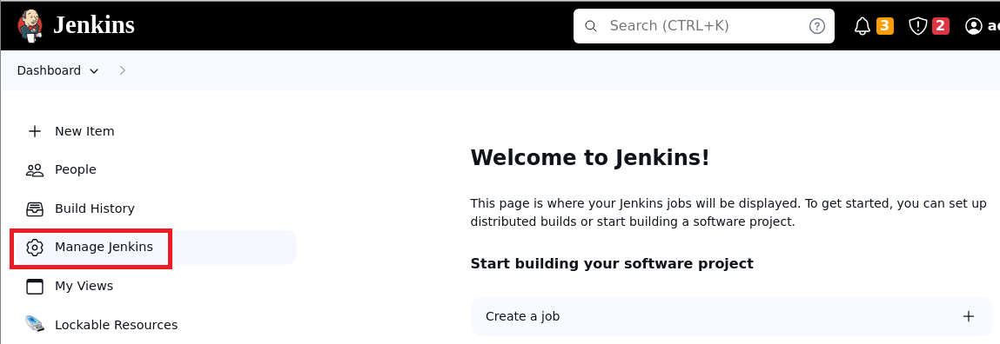 Jenkins
Search (CTRL+K)
3
2
Dashboard
New Item
People
Build History
Manage Jenkins
My Views
Lockable Resources
Welcome to Jenkins!
This page is where your Jenkins jobs will be displayed. To get started, you can set up
distributed builds or start building a software project.
Start building your software project
Create a job